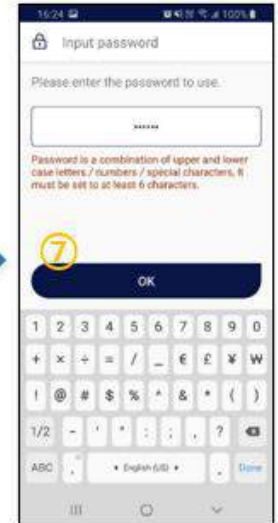 16:24 100%
Input password
Please enter the password to use.
••••••
Password is a combination of upper and lower
case letters / numbers / special characters, It
must be set to at least 6 characters.
⑦
OK
1 2 3 4 5 6 7 8 9 0
+ × ÷ = / _ € £ ¥ ₩
! @ # $ % ^ & * ( )
1/2 - ' " : ; , ?
ABC , English (US) . Done